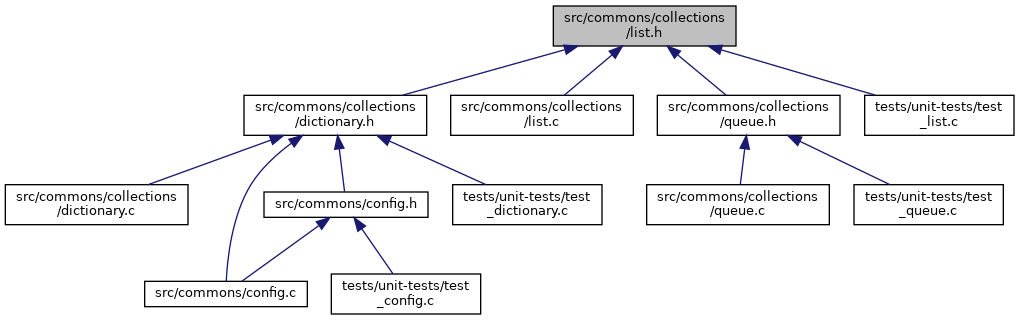 src/commons/collections
/list.h
src/commons/collections
/dictionary.h
src/commons/collections
/list.c
src/commons/collections
/queue.h
tests/unit-tests/test
_list.c
src/commons/collections
/dictionary.c
src/commons/config.h
tests/unit-tests/test
_dictionary.c
src/commons/collections
/queue.c
tests/unit-tests/test
_queue.c
src/commons/config.c
tests/unit-tests/test
_config.c